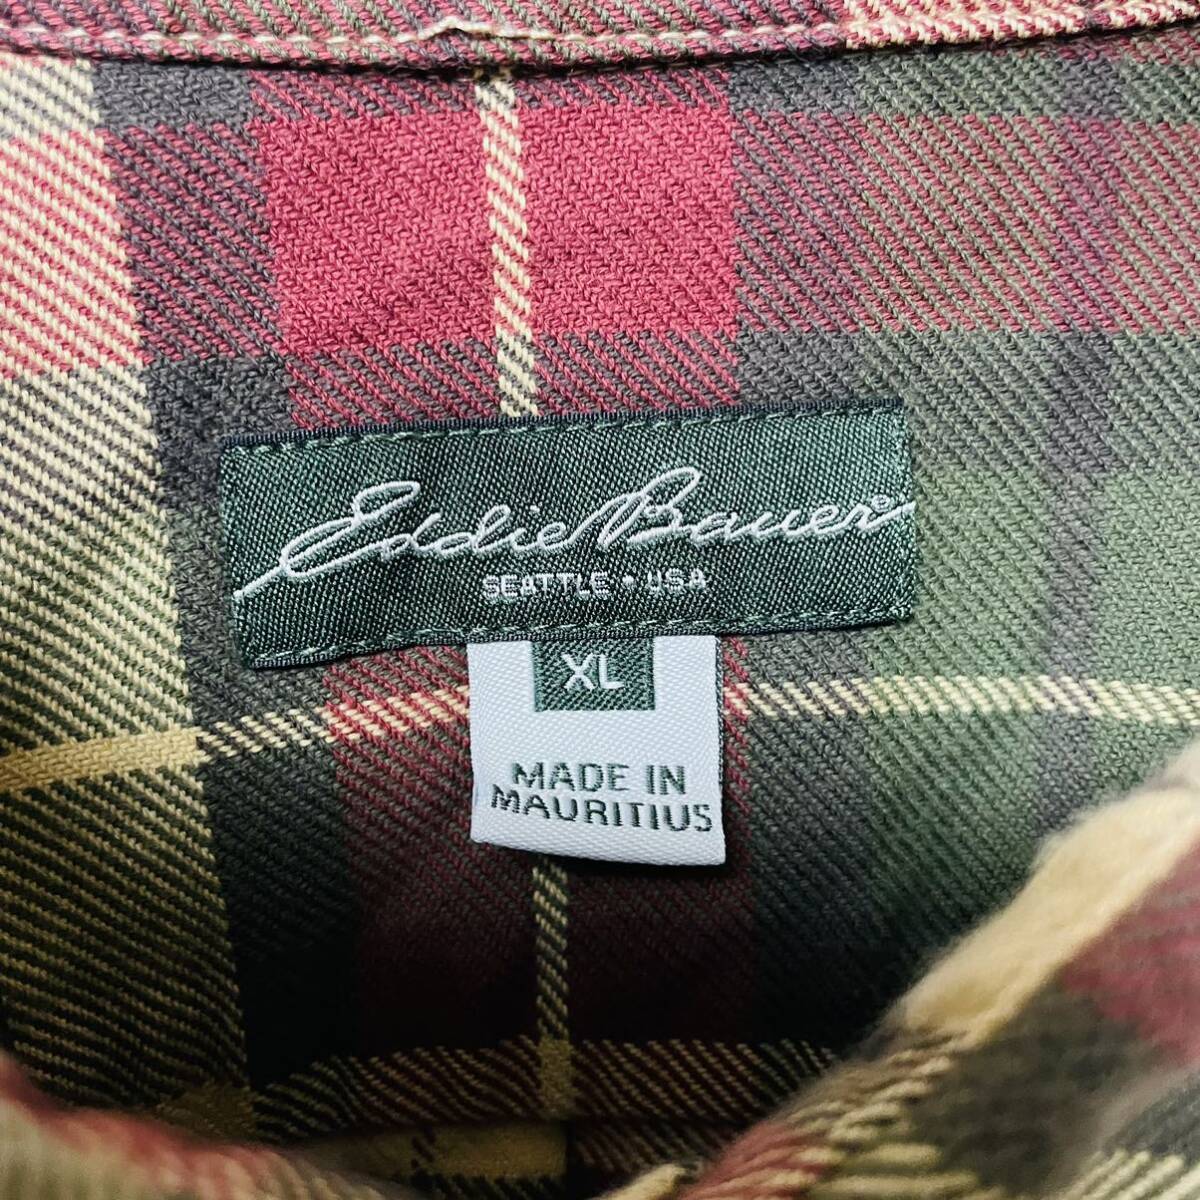 Eddie Bauer®
SEATTLE • USA
XL
MADE IN
MAURITIUS